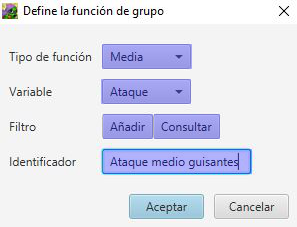 Define la función de grupo
Tipo de función Media
Variable Ataque
Filtro Añadir Consultar
Identificador Ataque medio guisantes
Aceptar Cancelar